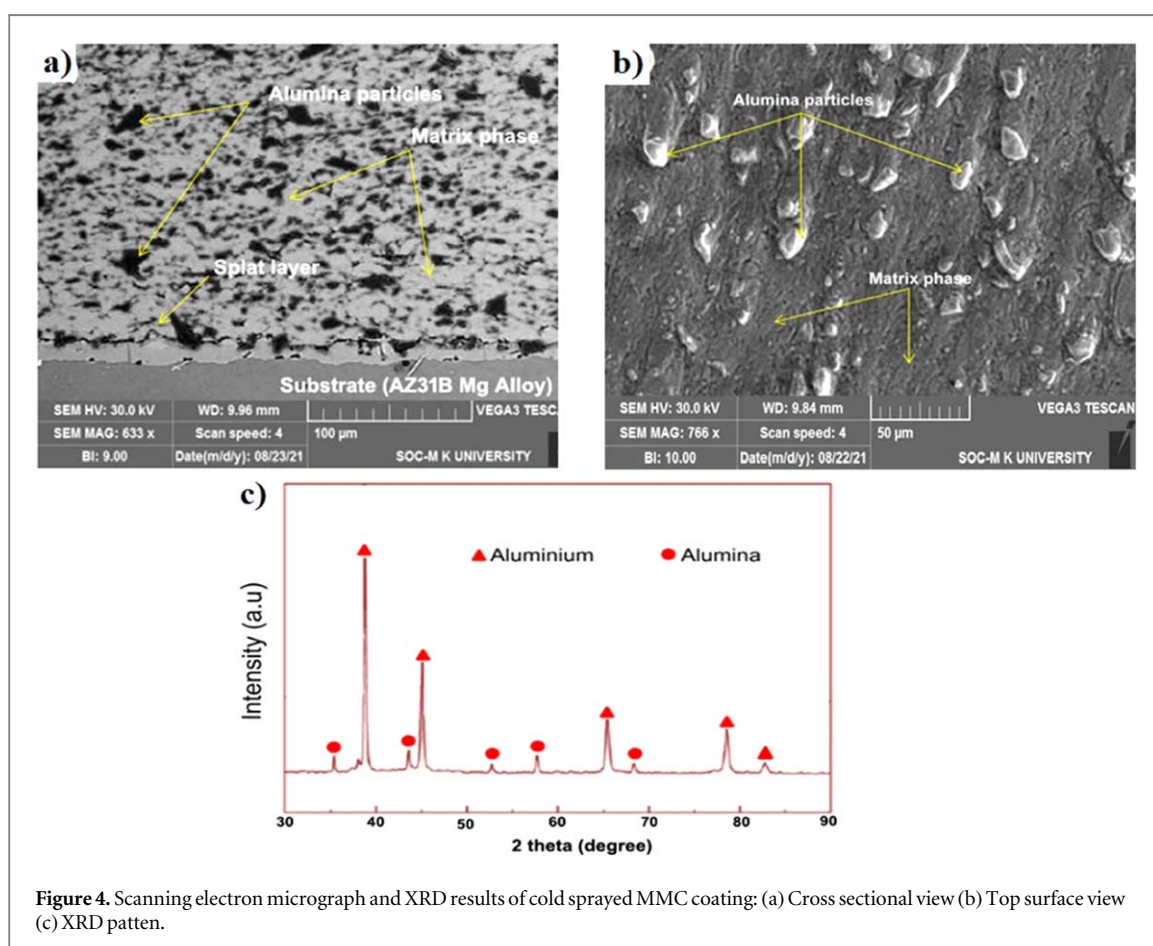 a)
Alumina particles
Matrix phase
Splat layer
Substrate (AZ31B Mg Alloy)
SEM HV: 30.0 kV WD: 9.96 mm VEGA3 TESC
SEM MAG: 633 x Scan speed: 4 100 µm
BI: 9.00 Date(m/d/y): 08/23/21 SOC-M K UNIVERSITY
b)
Alumina particles
Matrix phase
SEM HV: 30.0 kV WD: 9.84 mm VEGA3 TESCAN
SEM MAG: 766 x Scan speed: 4 50 µm
BI: 10.00 Date(m/d/y): 08/22/21 SOC-M K UNIVERSITY
c)
Aluminium Alumina
Intensity (a.u)
30 40 50 60 70 80 90
2 theta (degree)
Figure 4. Scanning electron micrograph and XRD results of cold sprayed MMC coating: (a) Cross sectional view (b) Top surface view
(c) XRD patten.